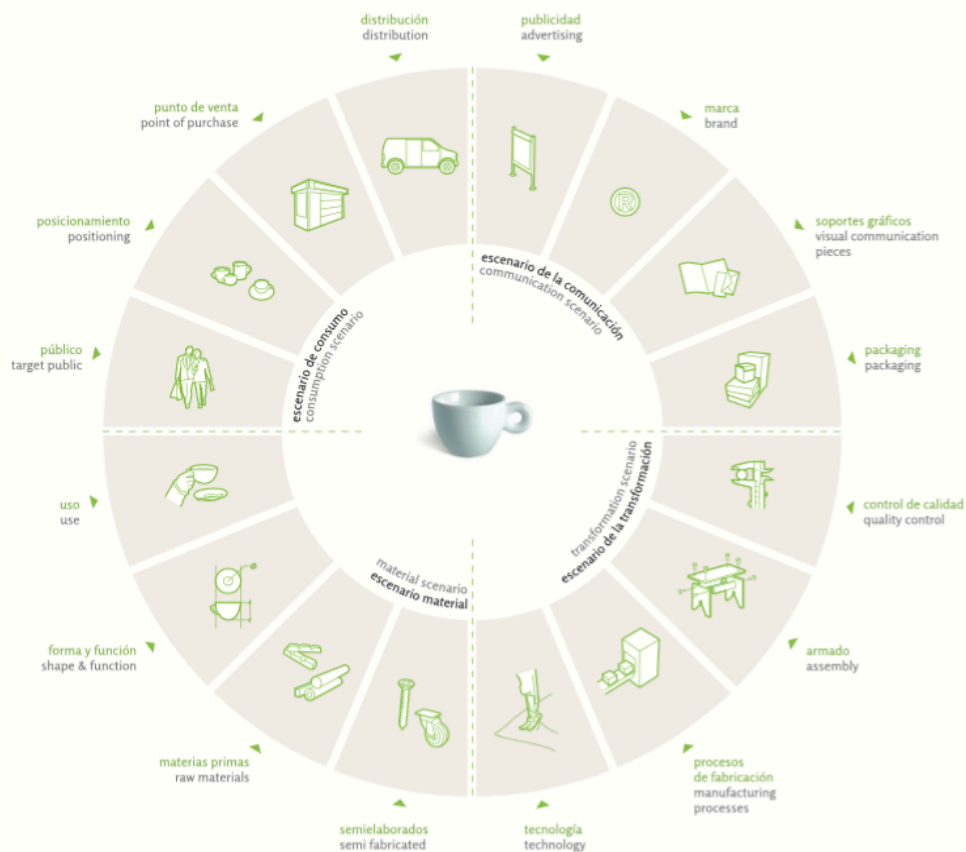 distribución
distribution
publicidad
advertising
punto de venta
point of purchase
marca
brand
posicionamiento
positioning
soportes gráficos
visual communication
pieces
público
target public
packaging
packaging
escenario de consumo
consumption scenario
escenario de la comunicación
communication scenario
R
uso
use
control de calidad
quality control
transformation scenario
escenario de la transformación
material scenario
escenario material
forma y función
shape & function
armado
assembly
materias primas
raw materials
procesos
de fabricación
manufacturing
processes
semielaborados
semi fabricated
tecnología
technology